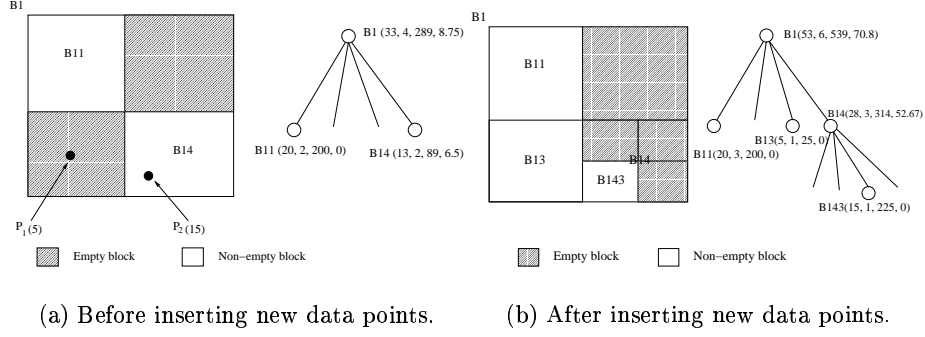 B1
B11
B14
P1(5)
P2(15)
B1 (33, 4, 289, 8.75)
B11 (20, 2, 200, 0)
B14 (13, 2, 89, 6.5)
Empty block
Non-empty block
(a) Before inserting new data points.
B1
B11
B13
B14
B143
B1(53, 6, 539, 70.8)
B14(28, 3, 314, 52.67)
B13(5, 1, 25, 0)
B11(20, 3, 200, 0)
B143(15, 1, 225, 0)
Empty block
Non-empty block
(b) After inserting new data points.